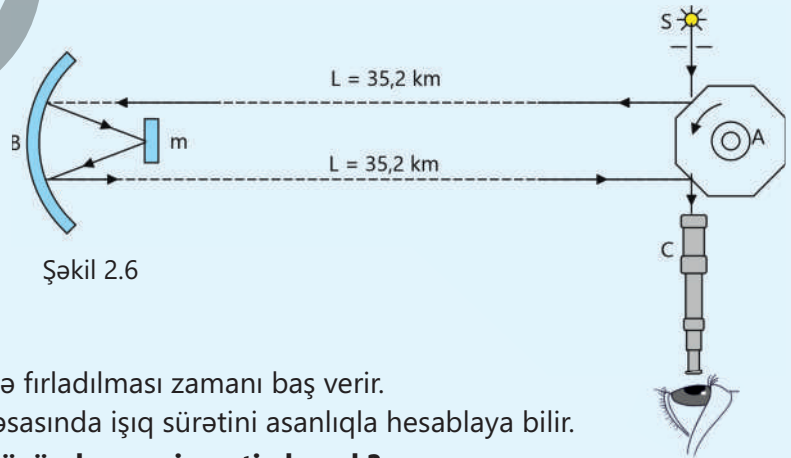 S
L = 35,2 km
A
B
m
L = 35,2 km
C
Şəkil 2.6
ə fırladılması zamanı baş verir.
əsasında işıq sürətini asanlıqla hesablaya bilir.